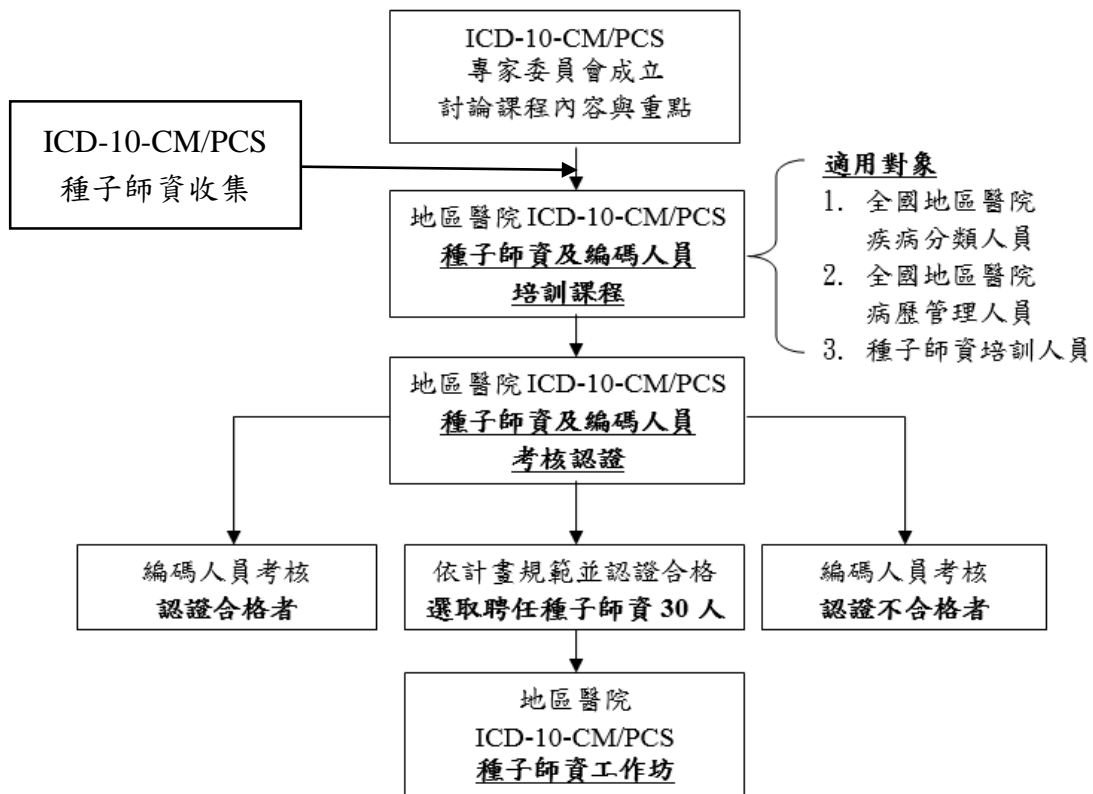 ICD-10-CM/PCS
專家委員會成立
討論課程內容與重點
ICD-10-CM/PCS
種子師資收集
地區醫院 ICD-10-CM/PCS
種子師資及編碼人員
培訓課程
適用對象
1. 全國地區醫院
疾病分類人員
2. 全國地區醫院
病歷管理人員
3. 種子師資培訓人員
地區醫院 ICD-10-CM/PCS
種子師資及編碼人員
考核認證
編碼人員考核
認證合格者
依計畫規範並認證合格
選取聘任種子師資 30 人
編碼人員考核
認證不合格者
地區醫院
ICD-10-CM/PCS
種子師資工作坊